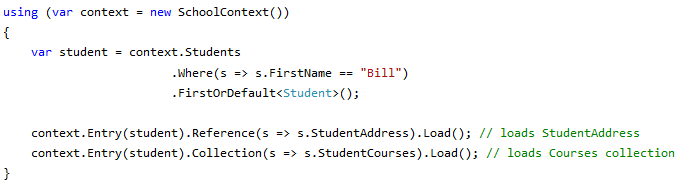 using (var context = new SchoolContext())
{
    var student = context.Students
                        .Where(s => s.FirstName == "Bill")
                        .FirstOrDefault<Student>();

    context.Entry(student).Reference(s => s.StudentAddress).Load(); // loads StudentAddress
    context.Entry(student).Collection(s => s.StudentCourses).Load(); // loads Courses collection
}